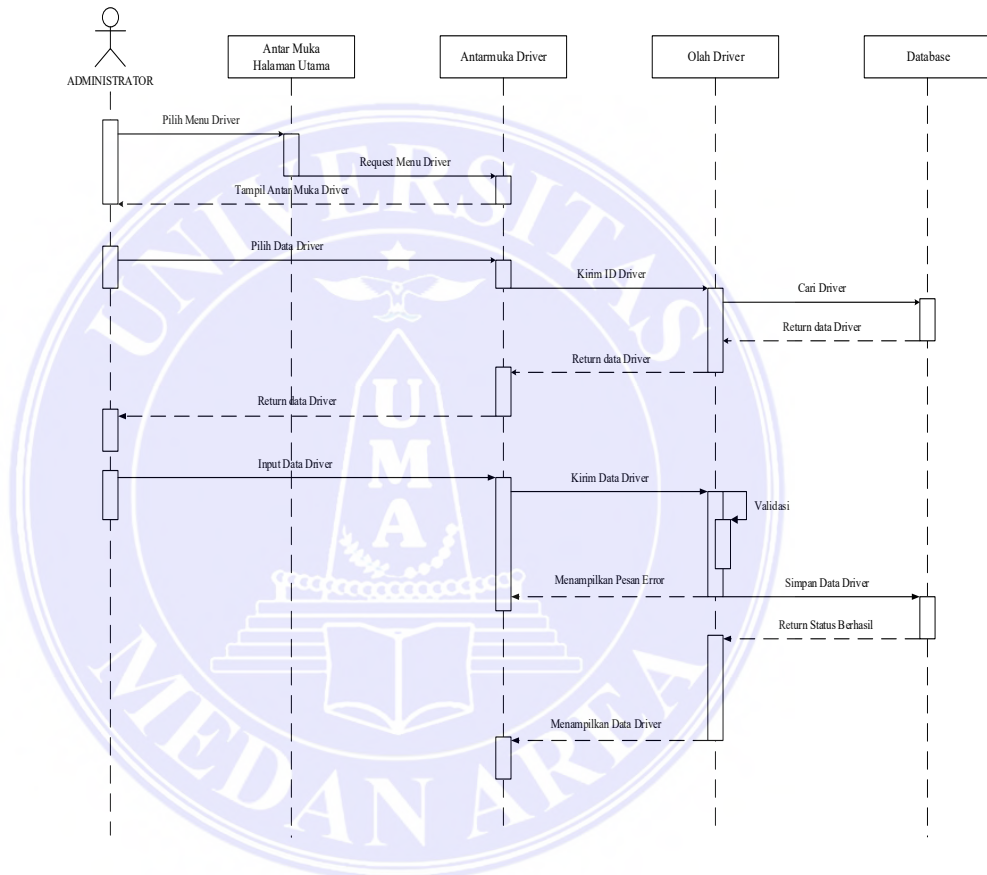 ADMINISTRATOR
Antar Muka
Halaman Utama
Antarmuka Driver
Olah Driver
Database
Pilih Menu Driver
Request Menu Driver
Tampil Antar Muka Driver
Pilih Data Driver
Kirim ID Driver
Cari Driver
Return data Driver
Return data Driver
Return data Driver
Input Data Driver
Kirim Data Driver
Validasi
Menampilkan Pesan Error
Simpan Data Driver
Return Status Berhasil
Menampilkan Data Driver
UNIVERSITAS
UMA
MEDAN AREA